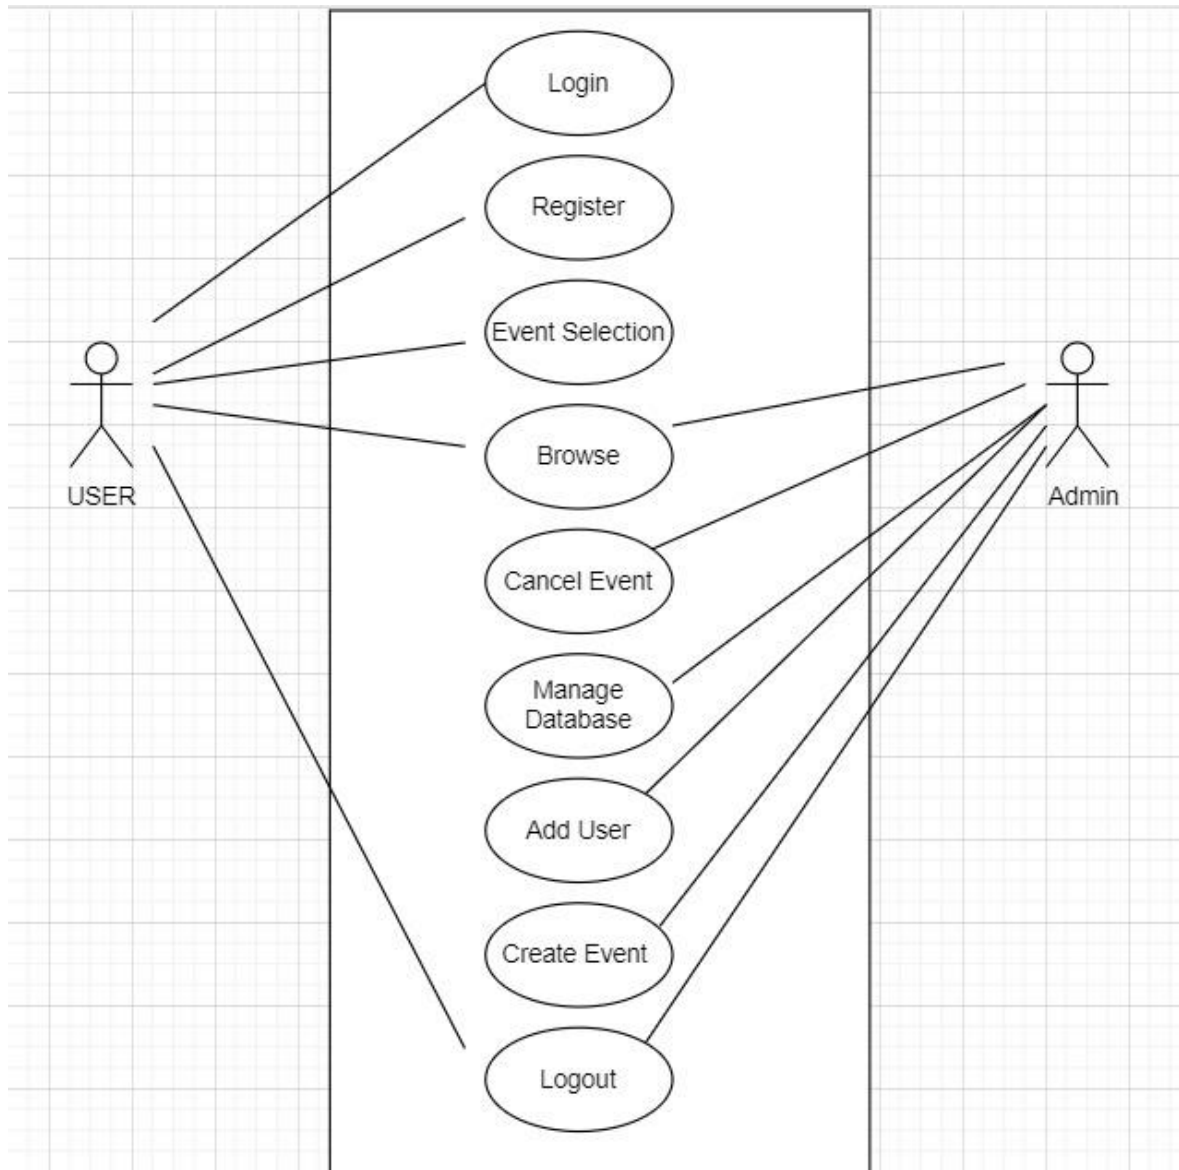 Login
Register
Event Selection
Browse
USER
Admin
Cancel Event
Manage
Database
Add User
Create Event
Logout